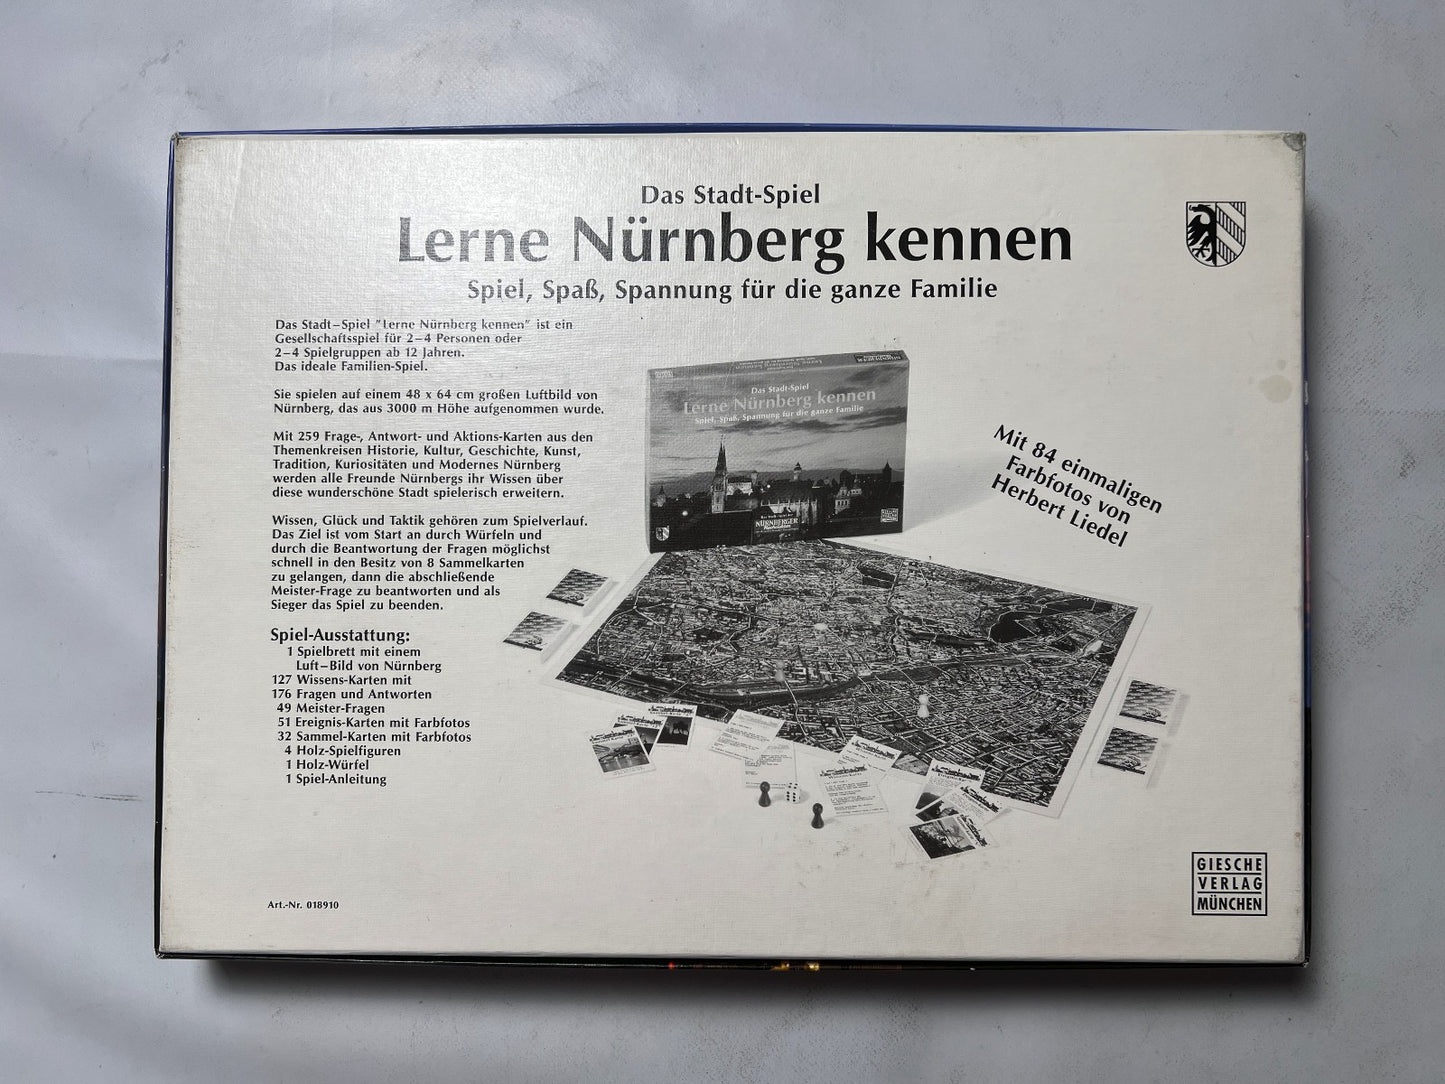 Das Stadt-Spiel
Lerne Nürnberg kennen
Spiel, Spaß, Spannung für die ganze Familie
Das Stadt–Spiel "Lerne Nürnberg kennen" ist ein
Gesellschaftsspiel für 2–4 Personen oder
2–4 Spielgruppen ab 12 Jahren.
Das ideale Familien-Spiel.
Sie spielen auf einem 48 x 64 cm großen Luftbild von
Nürnberg, das aus 3000 m Höhe aufgenommen wurde.
Mit 259 Frage-, Antwort- und Aktions-Karten aus den
Themenkreisen Historie, Kultur, Geschichte, Kunst,
Tradition, Kuriositäten und Modernes Nürnberg
werden alle Freunde Nürnbergs ihr Wissen über
diese wunderschöne Stadt spielerisch erweitern.
Wissen, Glück und Taktik gehören zum Spielverlauf.
Das Ziel ist vom Start an durch Würfeln und
durch die Beantwortung der Fragen möglichst
schnell in den Besitz von 8 Sammelkarten
zu gelangen, dann die abschließende
Meister-Frage zu beantworten und als
Sieger das Spiel zu beenden.
Spiel-Ausstattung:
1 Spielbrett mit einem
Luft–Bild von Nürnberg
127 Wissens-Karten mit
176 Fragen und Antworten
49 Meister-Fragen
51 Ereignis-Karten mit Farbfotos
32 Sammel-Karten mit Farbfotos
4 Holz-Spielfiguren
1 Holz-Würfel
1 Spiel-Anleitung
Art.-Nr. 018910
Das Stadt-Spiel
Lerne Nürnberg kennen
Spiel, Spaß, Spannung für die ganze Familie
NÜRNBERGER
Mit 84 einmaligen
Farbfotos von
Herbert Liedel
GIESCHE
VERLAG
MÜNCHEN